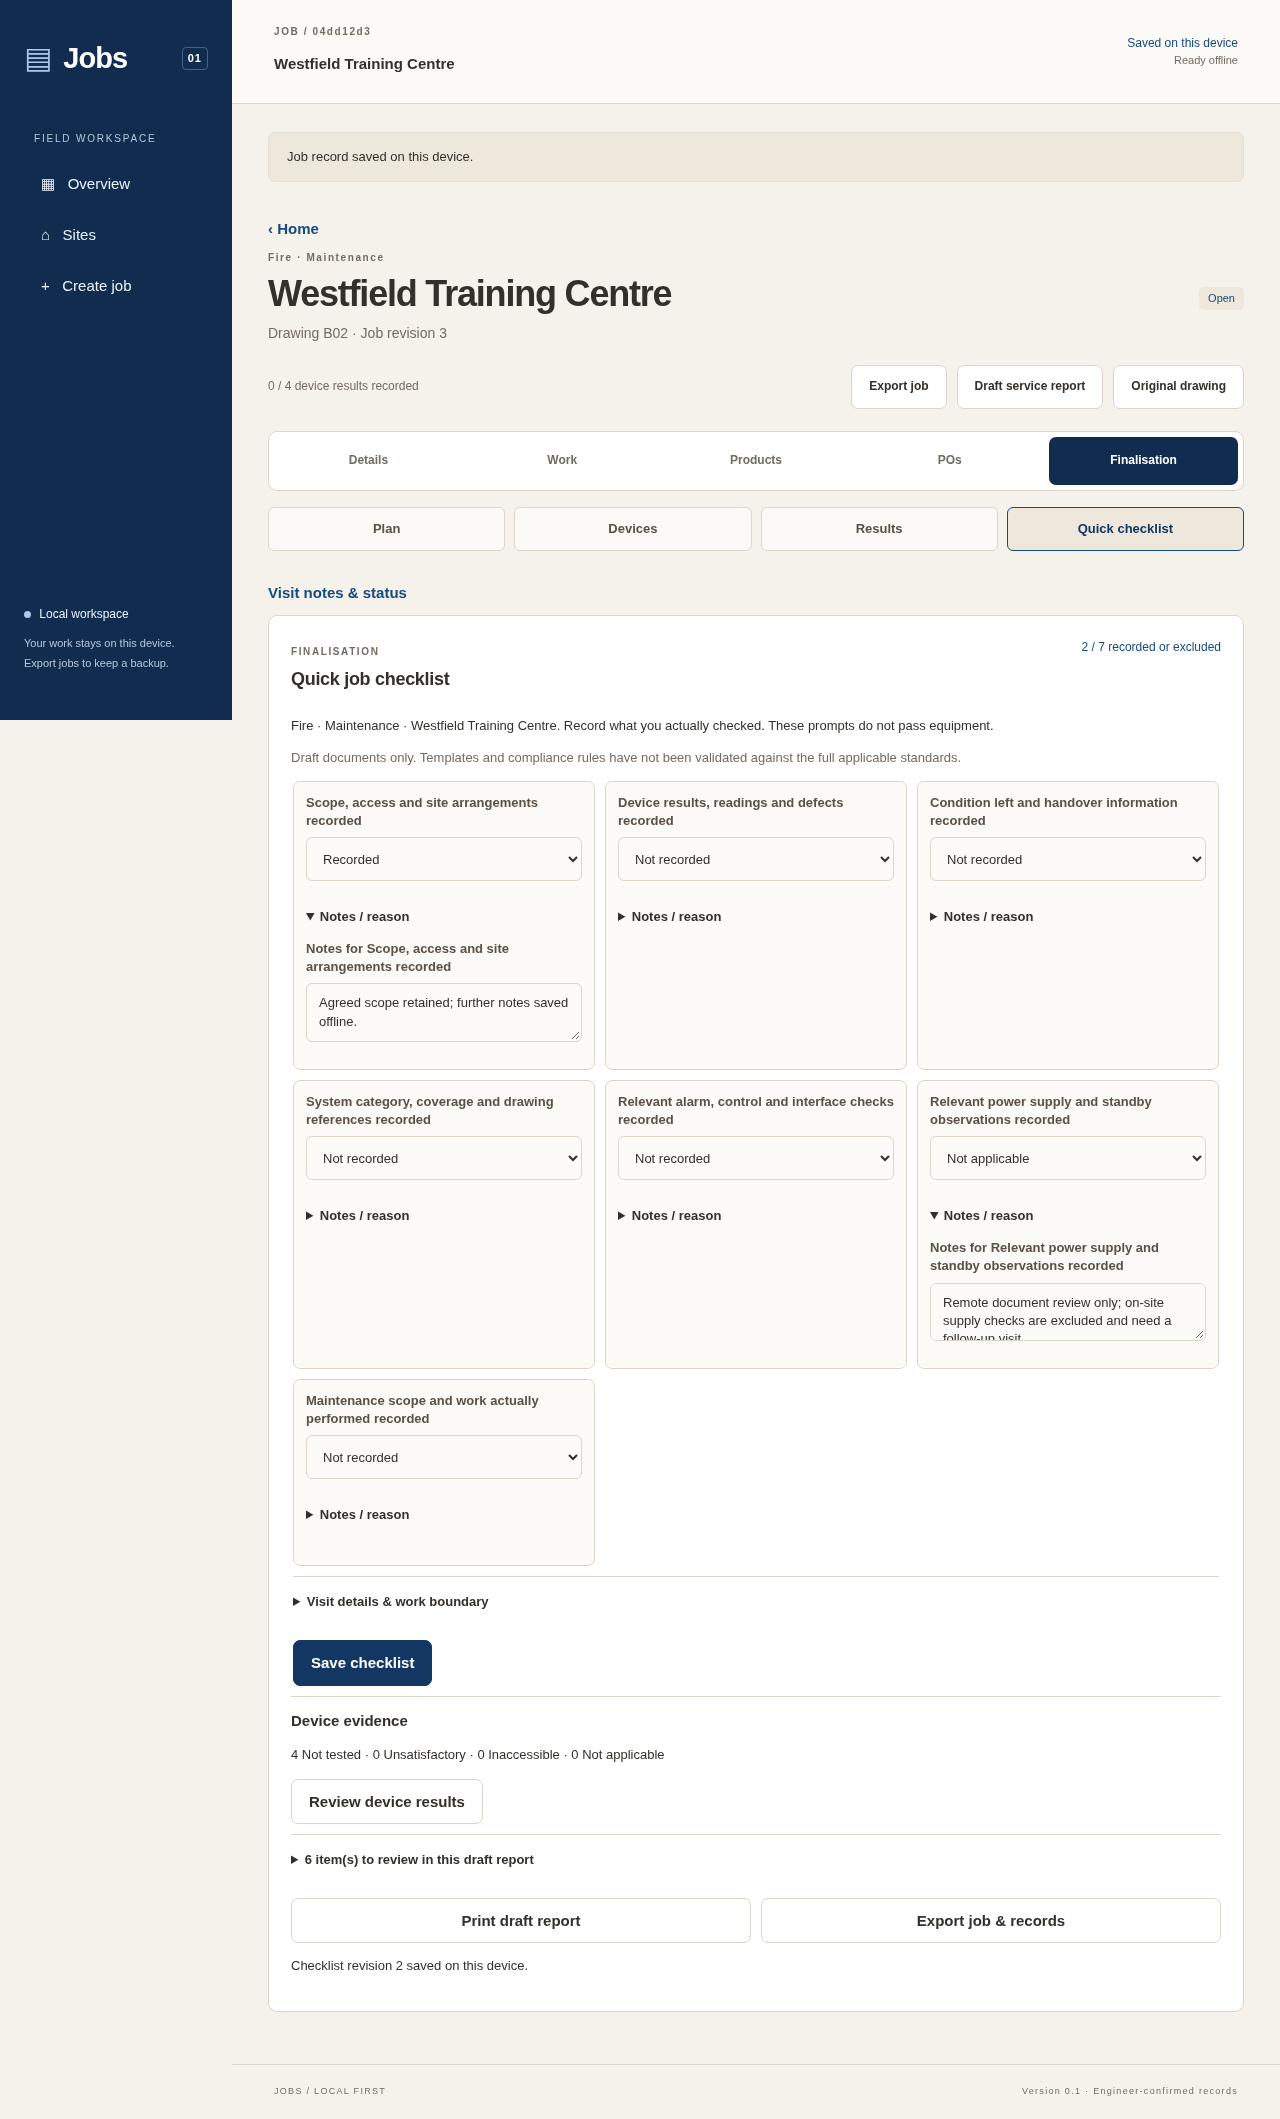 Jobs
01
FIELD WORKSPACE
Overview
Sites
+ Create job
Local workspace
Your work stays on this device.
Export jobs to keep a backup.
JOB / 04dd12d3
Westfield Training Centre
Saved on this device
Ready offline
Job record saved on this device.
‹ Home
Fire · Maintenance
Westfield Training Centre
Open
Drawing B02 · Job revision 3
0 / 4 device results recorded
Export job
Draft service report
Original drawing
Details
Work
Products
POs
Finalisation
Plan
Devices
Results
Quick checklist
Visit notes & status
FINALISATION
2 / 7 recorded or excluded
Quick job checklist
Fire · Maintenance · Westfield Training Centre. Record what you actually checked. These prompts do not pass equipment.
Draft documents only. Templates and compliance rules have not been validated against the full applicable standards.
Scope, access and site arrangements
recorded
Recorded
Notes / reason
Notes for Scope, access and site
arrangements recorded
Agreed scope retained; further notes saved
offline.
Device results, readings and defects
recorded
Not recorded
Notes / reason
Condition left and handover information
recorded
Not recorded
Notes / reason
System category, coverage and drawing
references recorded
Not recorded
Notes / reason
Relevant alarm, control and interface checks
recorded
Not recorded
Notes / reason
Relevant power supply and standby
observations recorded
Not applicable
Notes / reason
Notes for Relevant power supply and
standby observations recorded
Remote document review only; on-site
supply checks are excluded and need a
follow-up visit
Maintenance scope and work actually
performed recorded
Not recorded
Notes / reason
Visit details & work boundary
Save checklist
Device evidence
4 Not tested · 0 Unsatisfactory · 0 Inaccessible · 0 Not applicable
Review device results
6 item(s) to review in this draft report
Print draft report
Export job & records
Checklist revision 2 saved on this device.
JOBS / LOCAL FIRST
Version 0.1 · Engineer-confirmed records